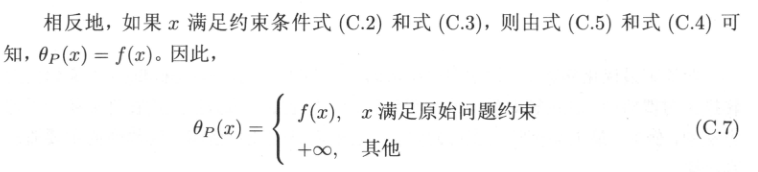 相反地，如果 x 满足约束条件式 (C.2) 和式 (C.3)，则由式 (C.5) 和式 (C.4) 可
知，θ_P(x) = f(x)。因此，
θ_P(x) = { f(x), x 满足原始问题约束
+∞, 其他 (C.7)